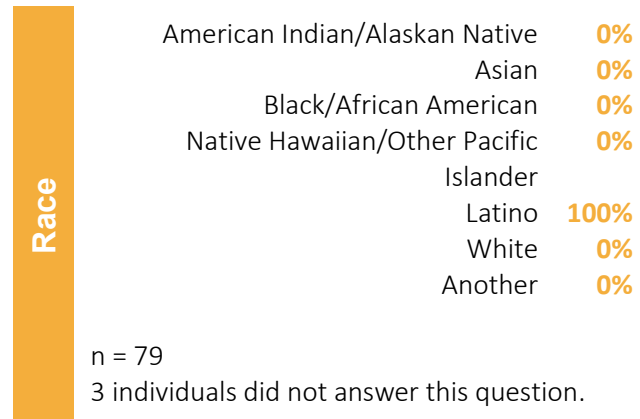 Race
American Indian/Alaskan Native 0%
Asian 0%
Black/African American 0%
Native Hawaiian/Other Pacific 0%
Islander
Latino 100%
White 0%
Another 0%
n = 79
3 individuals did not answer this question.